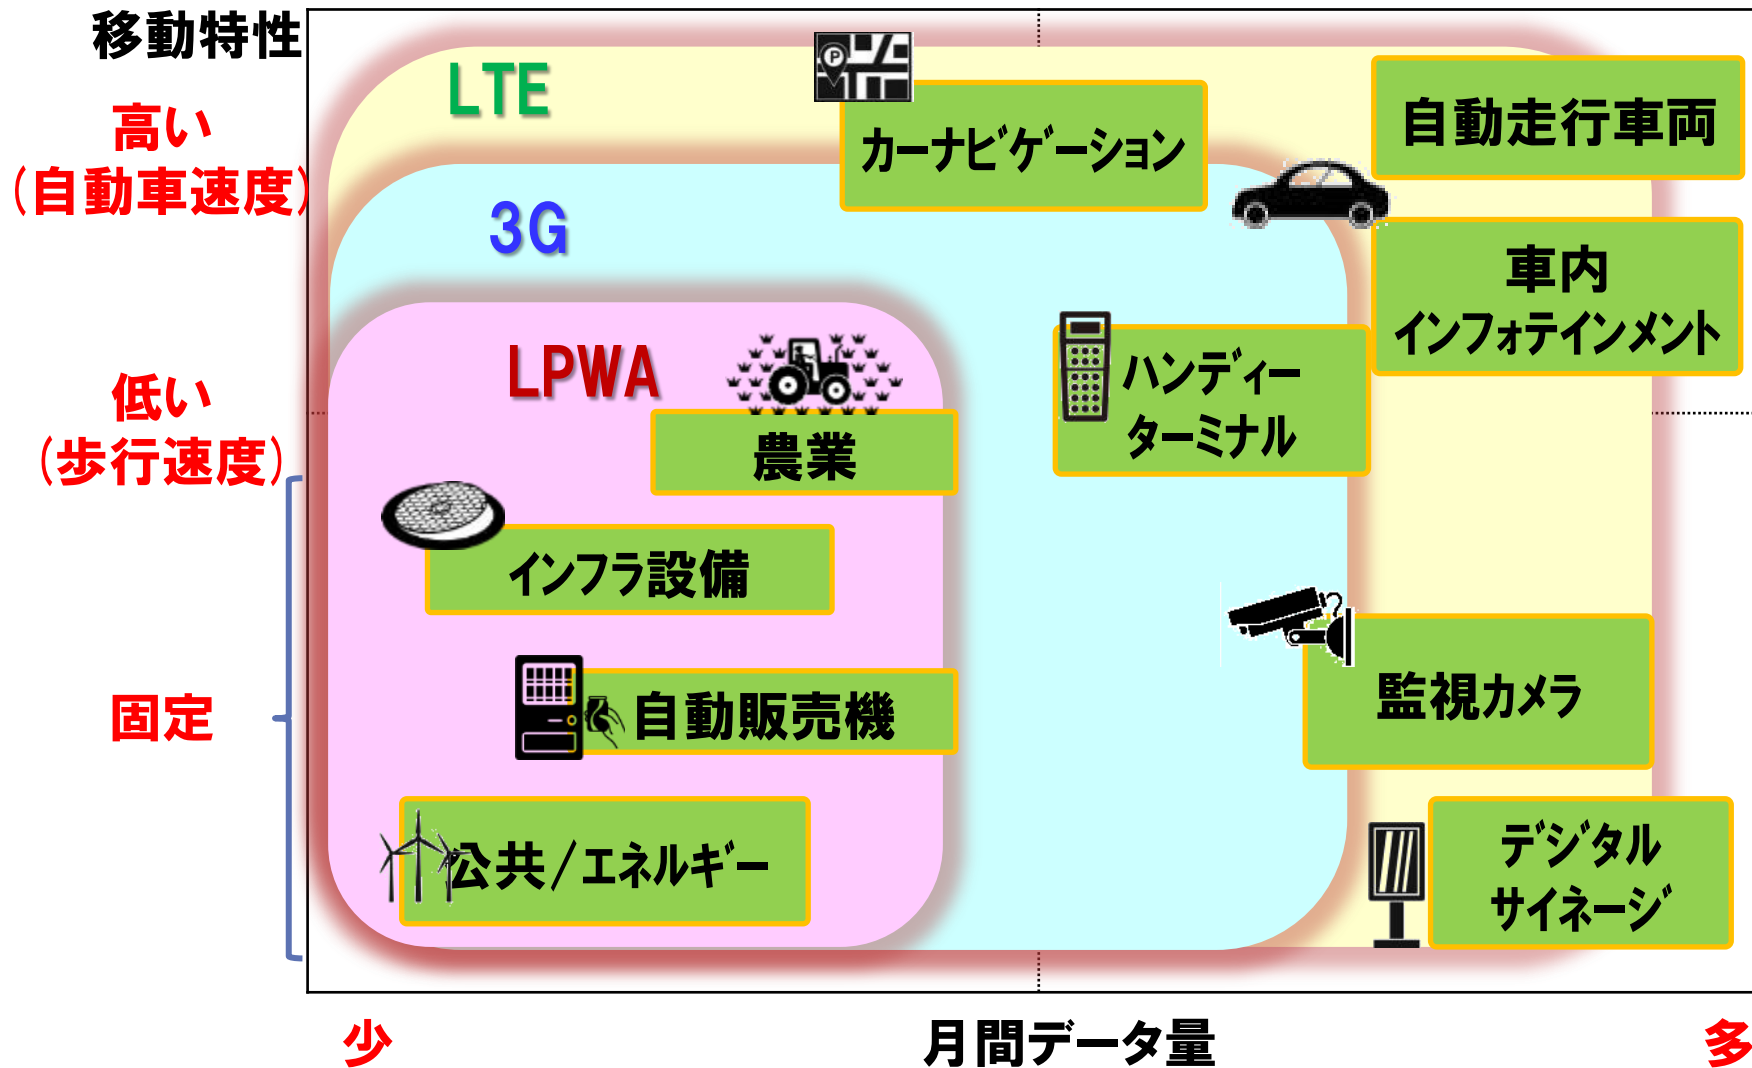 移動特性
高い
(自動車速度)
低い
(歩行速度)
固定
LTE
3G
LPWA
P
カーナビゲーション
自動走行車両
車内
インフォテインメント
ハンディー
ターミナル
農業
インフラ設備
自動販売機
公共/エネルギー
監視カメラ
デジタル
サイネージ
少
月間データ量
多